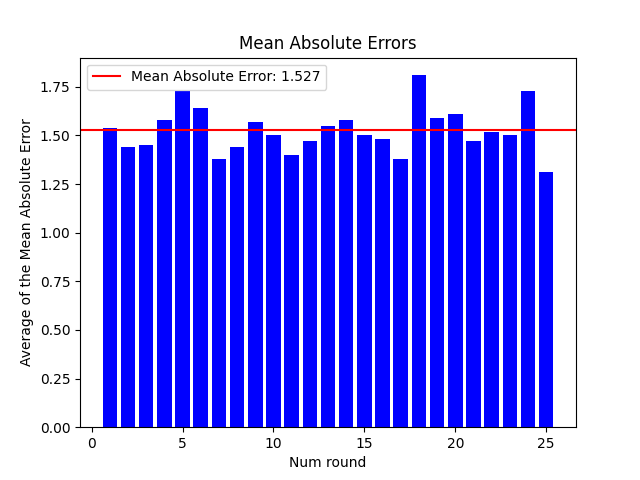 Mean Absolute Errors
Mean Absolute Error: 1.527
Average of the Mean Absolute Error
1.75
1.50
1.25
1.00
0.75
0.50
0.25
0.00
0 5 10 15 20 25
Num round